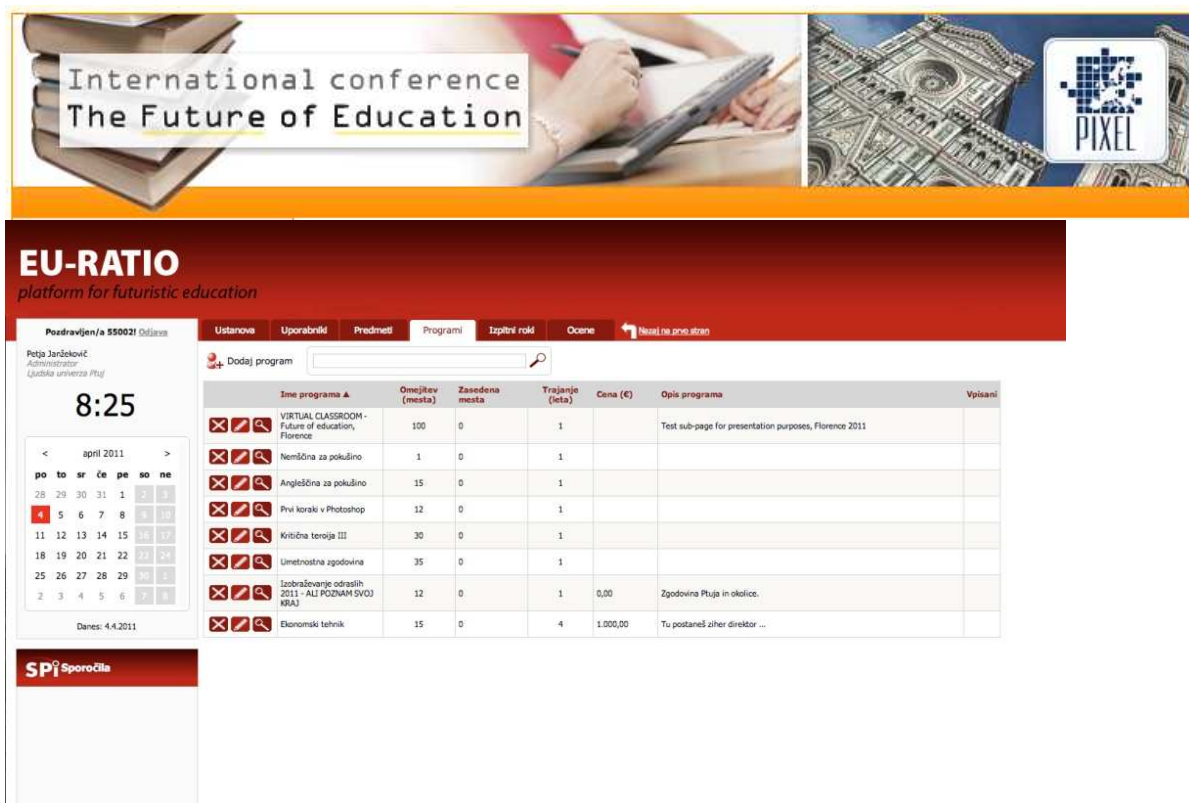 International conference
The Future of Education
PIXEL
EU-RATIO
platform for futuristic education
Pozdravljen/a 55002! Odjava
Petja Janžekovič
Administrator
Ljudska univerza Ptuj
8:25
< april 2011 >
po to sr če pe so ne
28 29 30 31 1 2 3
4 5 6 7 8 9 10
11 12 13 14 15 16 17
18 19 20 21 22 23 24
25 26 27 28 29 30 1
2 3 4 5 6 7 8
Danes: 4.4.2011
SPi Sporočila
Ustanova Uporabniki Predmeti Programi Izpitni roki Ocene Nazaj na prvo stran
Dodaj program
Ime programa ▲ Omejitev (mesta) Zasedena mesta Trajanje (leta) Cena (€) Opis programa Vpisani
VIRTUAL CLASSROOM -
Future of education,
Florence 100 0 1 Test sub-page for presentation purposes, Florence 2011
Nemščina za pokušino 1 0 1
Angleščina za pokušino 15 0 1
Prvi koraki v Photoshop 12 0 1
Kritična teroija III 30 0 1
Umetnostna zgodovina 35 0 1
Izobraževanje odraslih
2011 - ALI POZNAM SVOJ
KRAJ 12 0 1 0,00 Zgodovina Ptuja in okolice.
Ekonomski tehnik 15 0 4 1.000,00 Tu postaneš ziher direktor ...